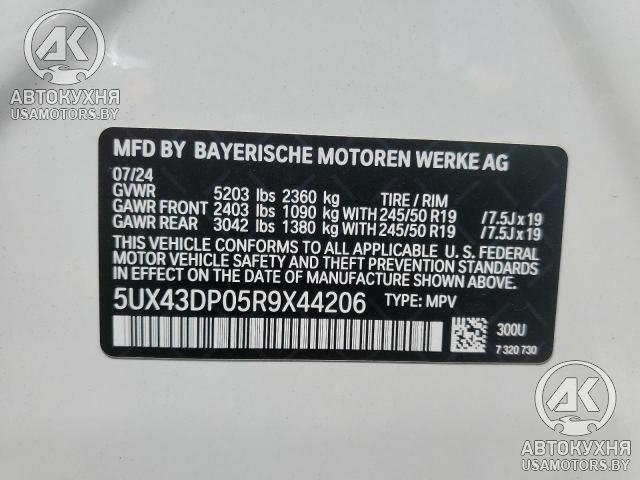 AK
АВТОКУХНЯ
USAMOTORS.BY
MFD BY BAYERISCHE MOTOREN WERKE AG
07/24
GVWR 5203 lbs 2360 kg TIRE / RIM
GAWR FRONT 2403 lbs 1090 kg WITH 245/50 R19 /7.5J x 19
GAWR REAR 3042 lbs 1380 kg WITH 245/50 R19 /7.5J x 19
THIS VEHICLE CONFORMS TO ALL APPLICABLE U. S. FEDERAL
MOTOR VEHICLE SAFETY, BUMPER, AND THEFT PREVENTION
STANDARDS IN EFFECT ON THE DATE OF MANUFACTURE
SHOWN ABOVE.
5UX43DP05R9X44206 TYPE: MPV
300U
7 320 730
AK
АВТОКУХНЯ
USAMOTORS.BY